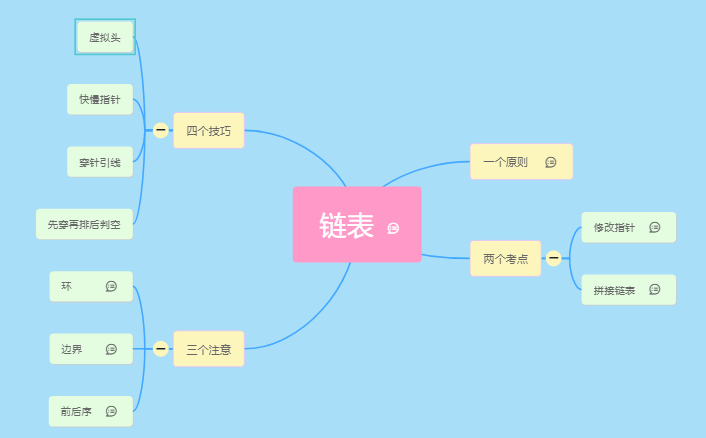 链表
一个原则
两个考点
修改指针
拼接链表
三个注意
环
边界
前后序
四个技巧
虚拟头
快慢指针
穿针引线
先穿再排后判空